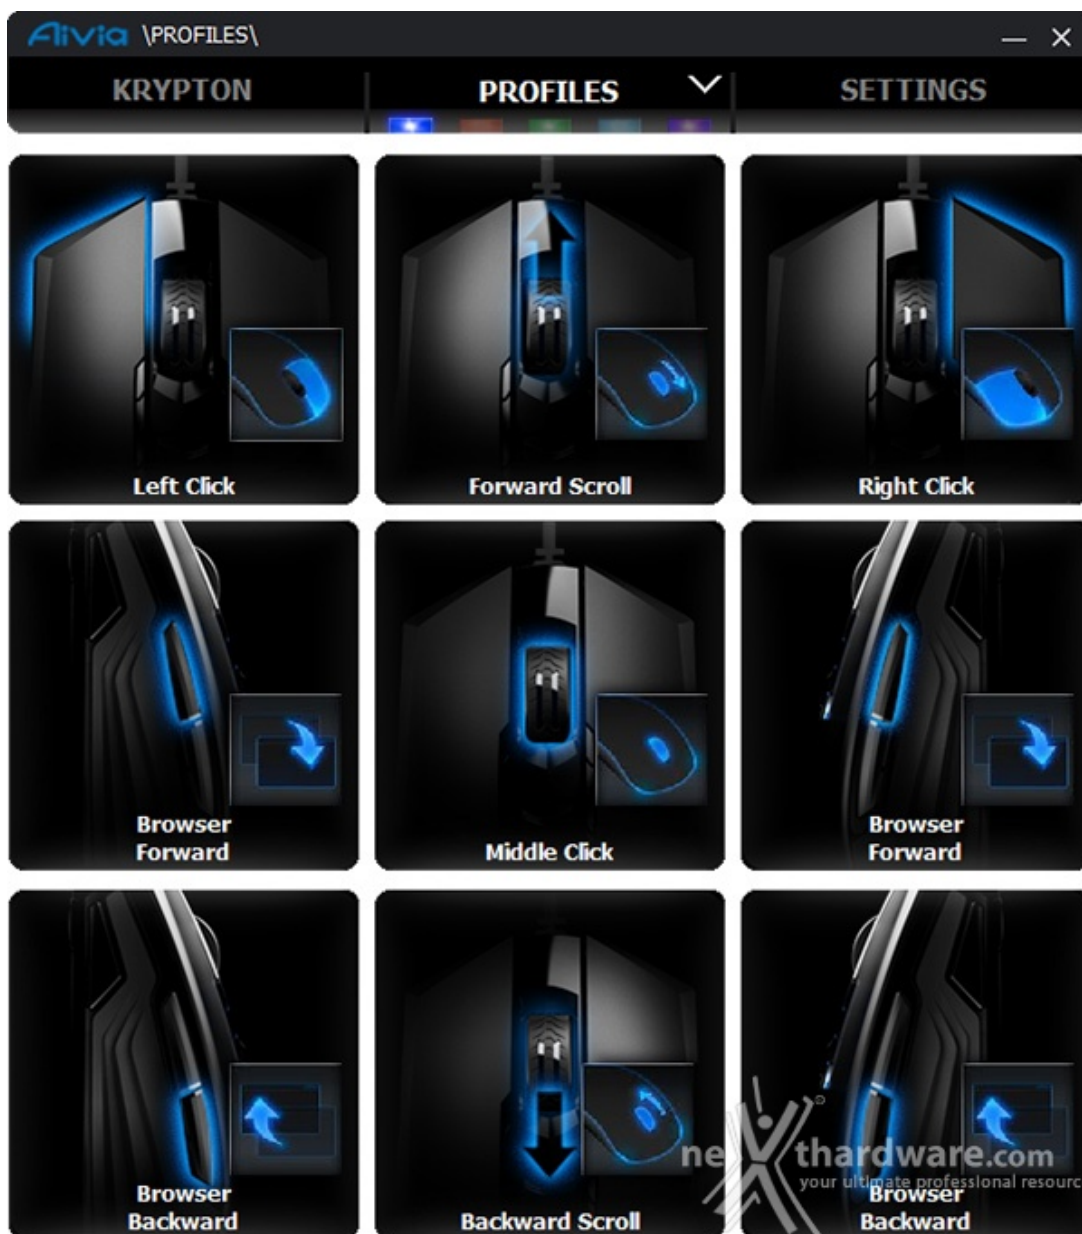 Aivia \PROFILES\
KRYPTON PROFILES SETTINGS
Left Click
Forward Scroll
Right Click
Browser
Forward
Middle Click
Browser
Forward
Browser
Backward
Backward Scroll
Browser
Backward
nexthardware.com
your ultimate professional resourc